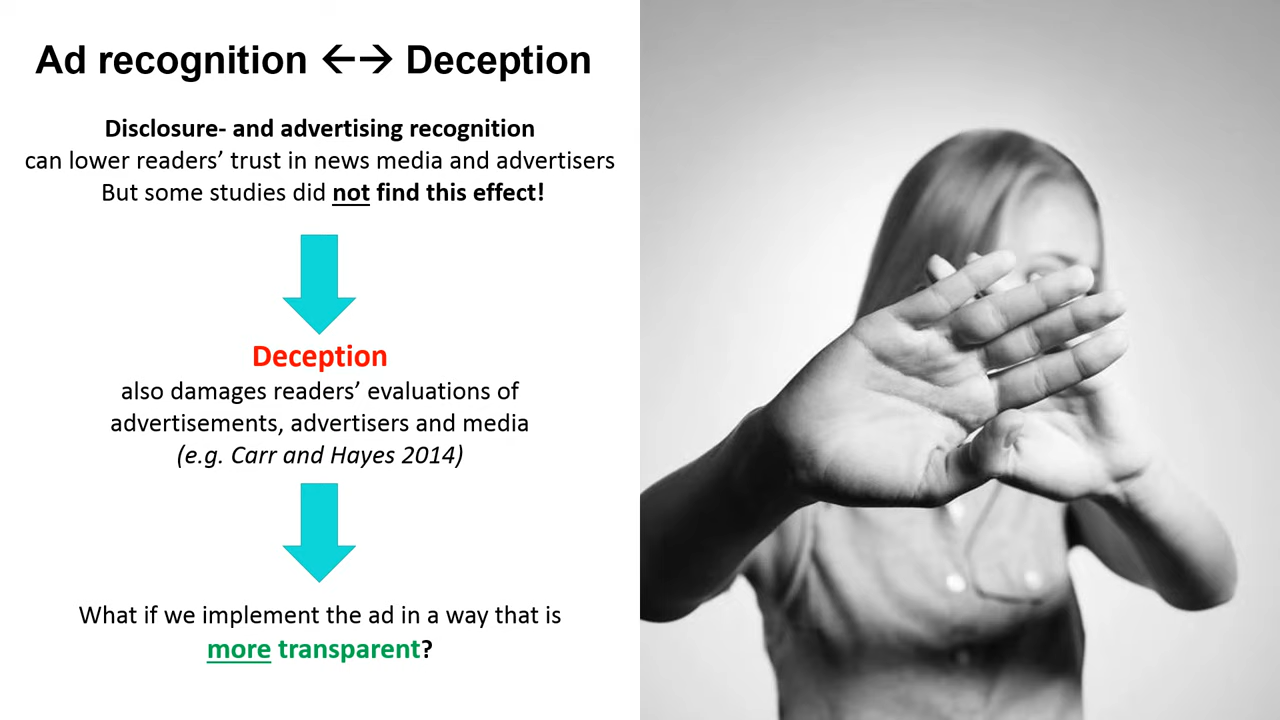 Ad recognition ←→ Deception
Disclosure- and advertising recognition
can lower readers’ trust in news media and advertisers
But some studies did not find this effect!
Deception
also damages readers’ evaluations of
advertisements, advertisers and media
(e.g. Carr and Hayes 2014)
What if we implement the ad in a way that is
more transparent?